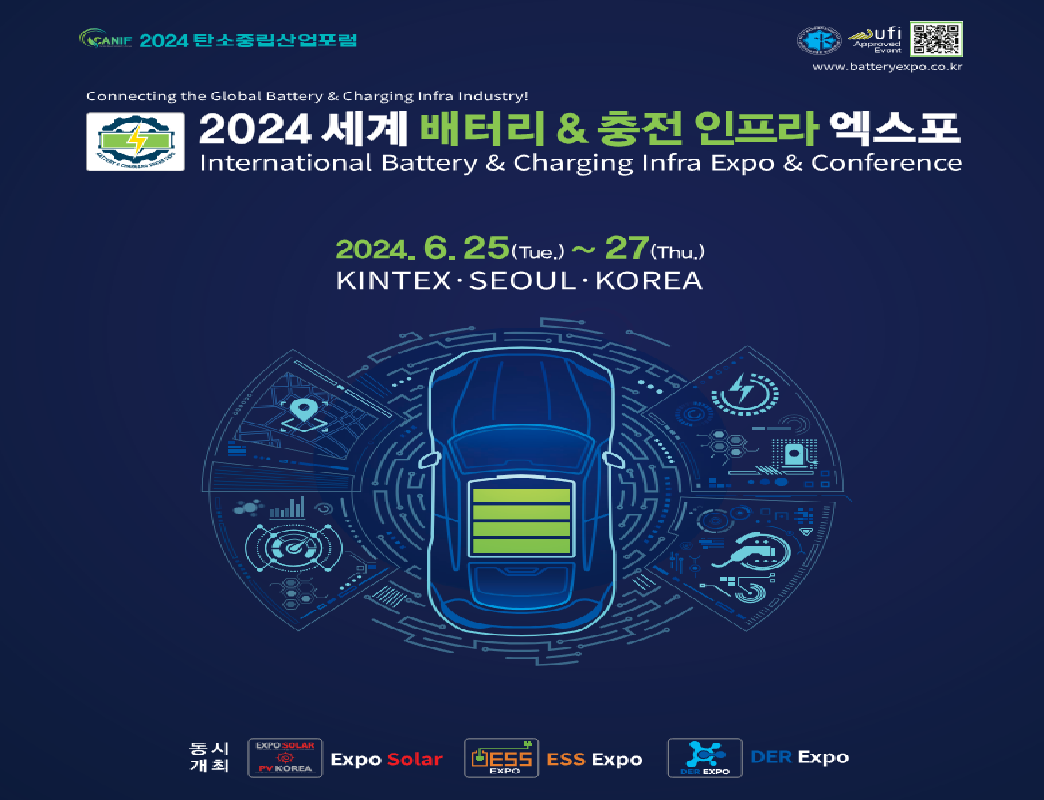 CANIF 2024 탄소중립산업포럼
ufi
Approved
Event
www.batteryexpo.co.kr
Connecting the Global Battery & Charging Infra Industry!
2024 세계 배터리 & 충전 인프라 엑스포
International Battery & Charging Infra Expo & Conference
2024. 6. 25(Tue.) ~ 27(Thu.)
KINTEX · SEOUL · KOREA
동시
개최
EXPO SOLAR
PV KOREA
Expo Solar
ESS
EXPO
ESS Expo
DER EXPO
DER Expo